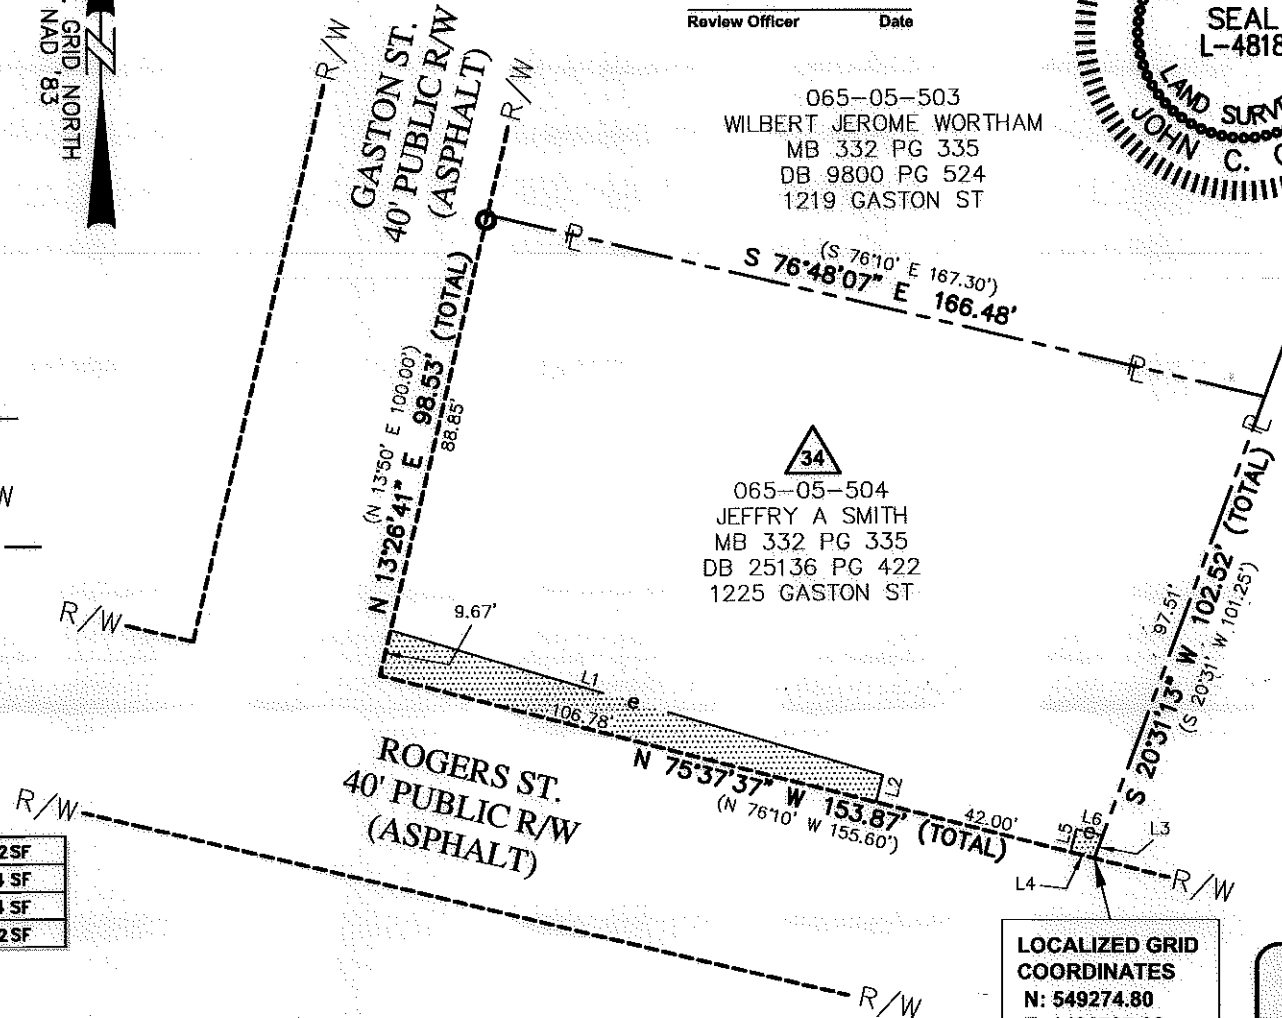 GRID NORTH
NAD '83
R/W
GASTON ST.
40' PUBLIC R/W
(ASPHALT)
R/W
Review Officer Date
SEAL
L-4818
LAND
JOHN C.
065-05-503
WILBERT JEROME WORTHAM
MB 332 PG 335
DB 9800 PG 524
1219 GASTON ST
PL
(S 76°10' E 167.30')
S 76°48'07" E 166.48'
PL
PL
(N 13°50' E 100.00')
N 13°26'41" E 98.53' (TOTAL)
88.85'
34
065-05-504
JEFFRY A SMITH
MB 332 PG 335
DB 25136 PG 422
1225 GASTON ST
97.51'
S 20°31'13" W 102.52' (TOTAL)
(S 20°31' W 101.25')
R/W
9.67'
L1
e
106.78
L2
N 75°37'37" W 153.87' (TOTAL)
(N 76°10' W 155.60')
42.00'
L5
L6
e
L3
L4
R/W
ROGERS ST.
40' PUBLIC R/W
(ASPHALT)
R/W
R/W
2SF
SF
SF
2SF
LOCALIZED GRID
COORDINATES
N: 549274.80